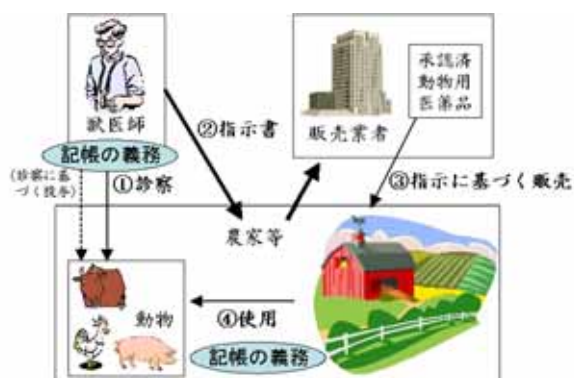 獣医師
記帳の義務
(診察に基
づく投与)
①診察
②指示書
販売業者
承認済
動物用
医薬品
③指示に基づく販売
農家等
動物
④使用
記帳の義務